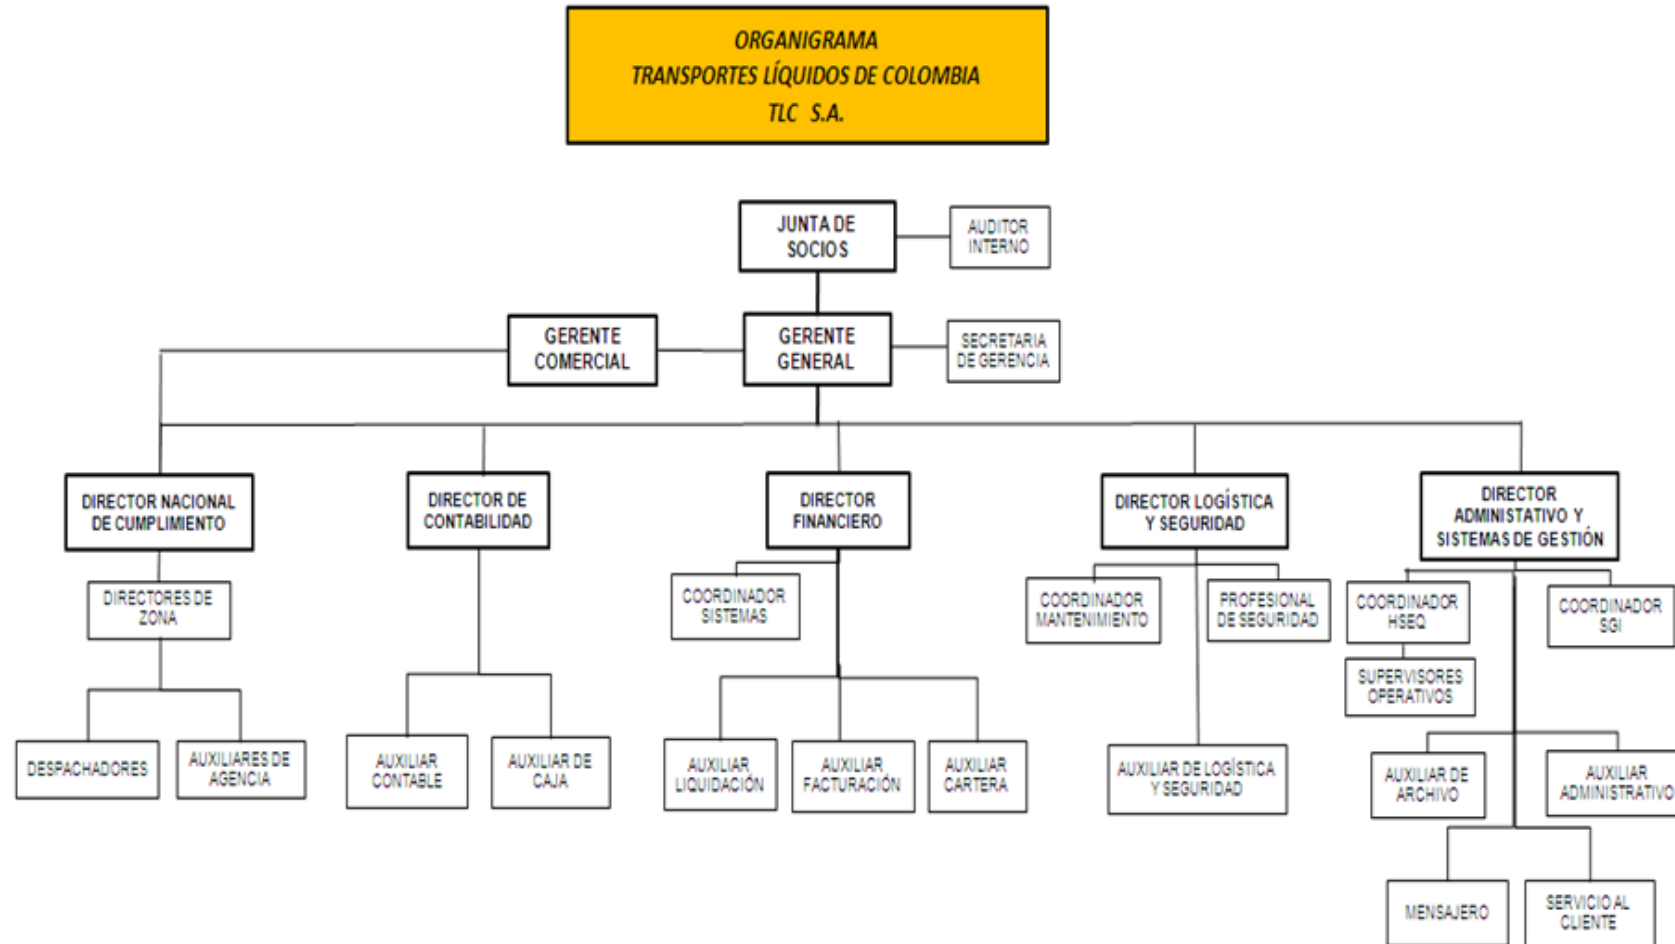 ORGANIGRAMA
TRANSPORTES LÍQUIDOS DE COLOMBIA
TLC S.A.
JUNTA DE
SOCIOS
AUDITOR
INTERNO
GERENTE
COMERCIAL
GERENTE
GENERAL
SECRETARIA
DE GERENCIA
DIRECTOR NACIONAL
DE CUMPLIMIENTO
DIRECTOR DE
CONTABILIDAD
DIRECTOR
FINANCIERO
DIRECTOR LOGÍSTICA
Y SEGURIDAD
DIRECTOR
ADMINISTATIVO Y
SISTEMAS DE GESTIÓN
DIRECTORES DE
ZONA
COORDINADOR
SISTEMAS
COORDINADOR
MANTENIMIENTO
PROFESIONAL
DE SEGURIDAD
COORDINADOR
HSEQ
COORDINADOR
SGI
SUPERVISORES
OPERATIVOS
DESPACHADORES
AUXILIARES DE
AGENCIA
AUXILIAR
CONTABLE
AUXILIAR DE
CAJA
AUXILIAR
LIQUIDACIÓN
AUXILIAR
FACTURACIÓN
AUXILIAR
CARTERA
AUXILIAR DE LOGÍSTICA
Y SEGURIDAD
AUXILIAR DE
ARCHIVO
AUXILIAR
ADMINISTRATIVO
MENSAJERO
SERVICIO AL
CLIENTE